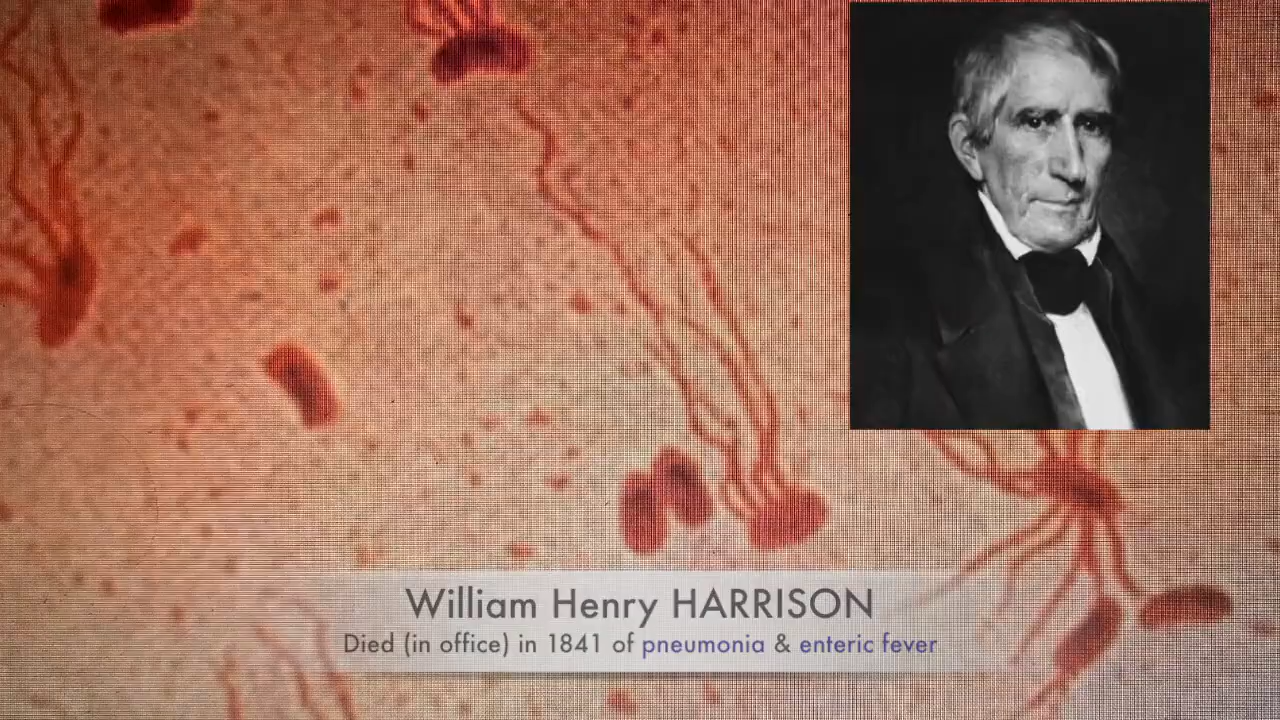 William Henry HARRISON
Died (in office) in 1841 of pneumonia & enteric fever